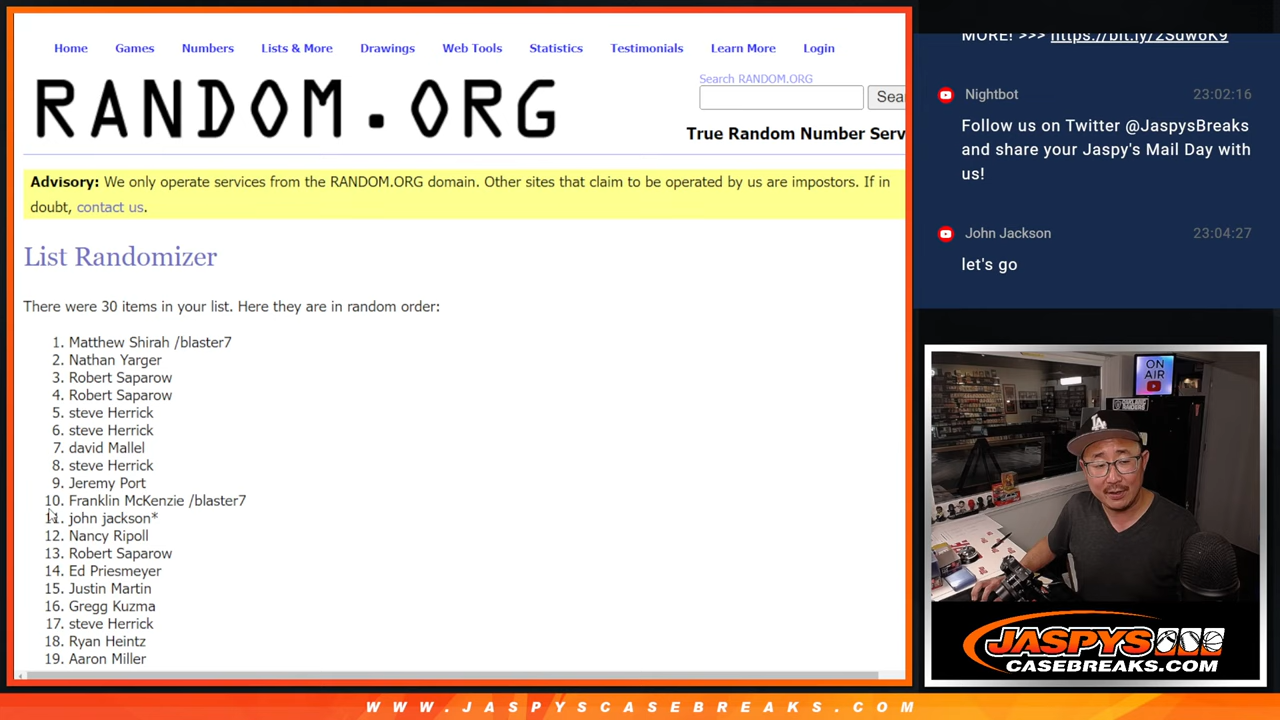 Home Games Numbers Lists & More Drawings Web Tools Statistics Testimonials Learn More Login
RANDOM.ORG
Search RANDOM.ORG
Sea
True Random Number Serv
Advisory: We only operate services from the RANDOM.ORG domain. Other sites that claim to be operated by us are impostors. If in
doubt, contact us.
List Randomizer
There were 30 items in your list. Here they are in random order:
1. Matthew Shirah /blaster7
2. Nathan Yarger
3. Robert Saparow
4. Robert Saparow
5. steve Herrick
6. steve Herrick
7. david Mallel
8. steve Herrick
9. Jeremy Port
10. Franklin McKenzie /blaster7
11. john jackson*
12. Nancy Ripoll
13. Robert Saparow
14. Ed Priesmeyer
15. Justin Martin
16. Gregg Kuzma
17. steve Herrick
18. Ryan Heintz
19. Aaron Miller
MORE! >>> https://bit.ly/2Sdw6K9
Nightbot 23:02:16
Follow us on Twitter @JaspysBreaks
and share your Jaspy's Mail Day with
us!
John Jackson 23:04:27
let's go
ON
AIR
LA
JASPYS
CASEBREAKS.COM
WWW.JASPYSCASEBREAKS.COM